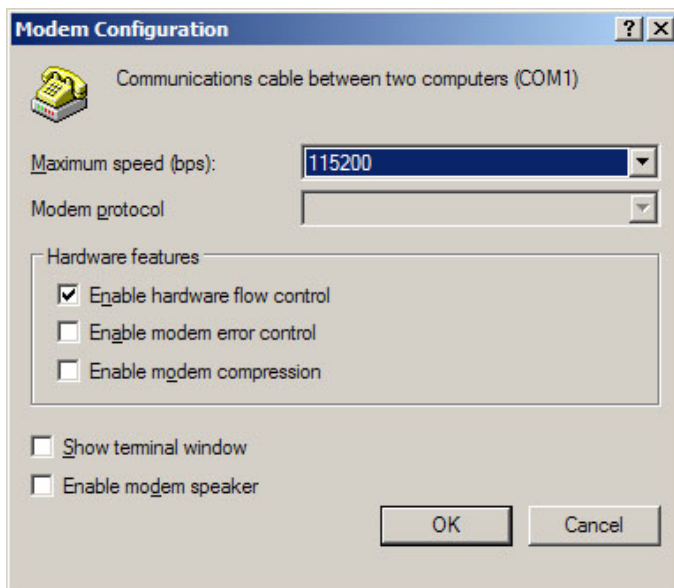 Modem Configuration
Communications cable between two computers (COM1)
Maximum speed (bps): 115200
Modem protocol
Hardware features
Enable hardware flow control
Enable modem error control
Enable modem compression
Show terminal window
Enable modem speaker
OK Cancel